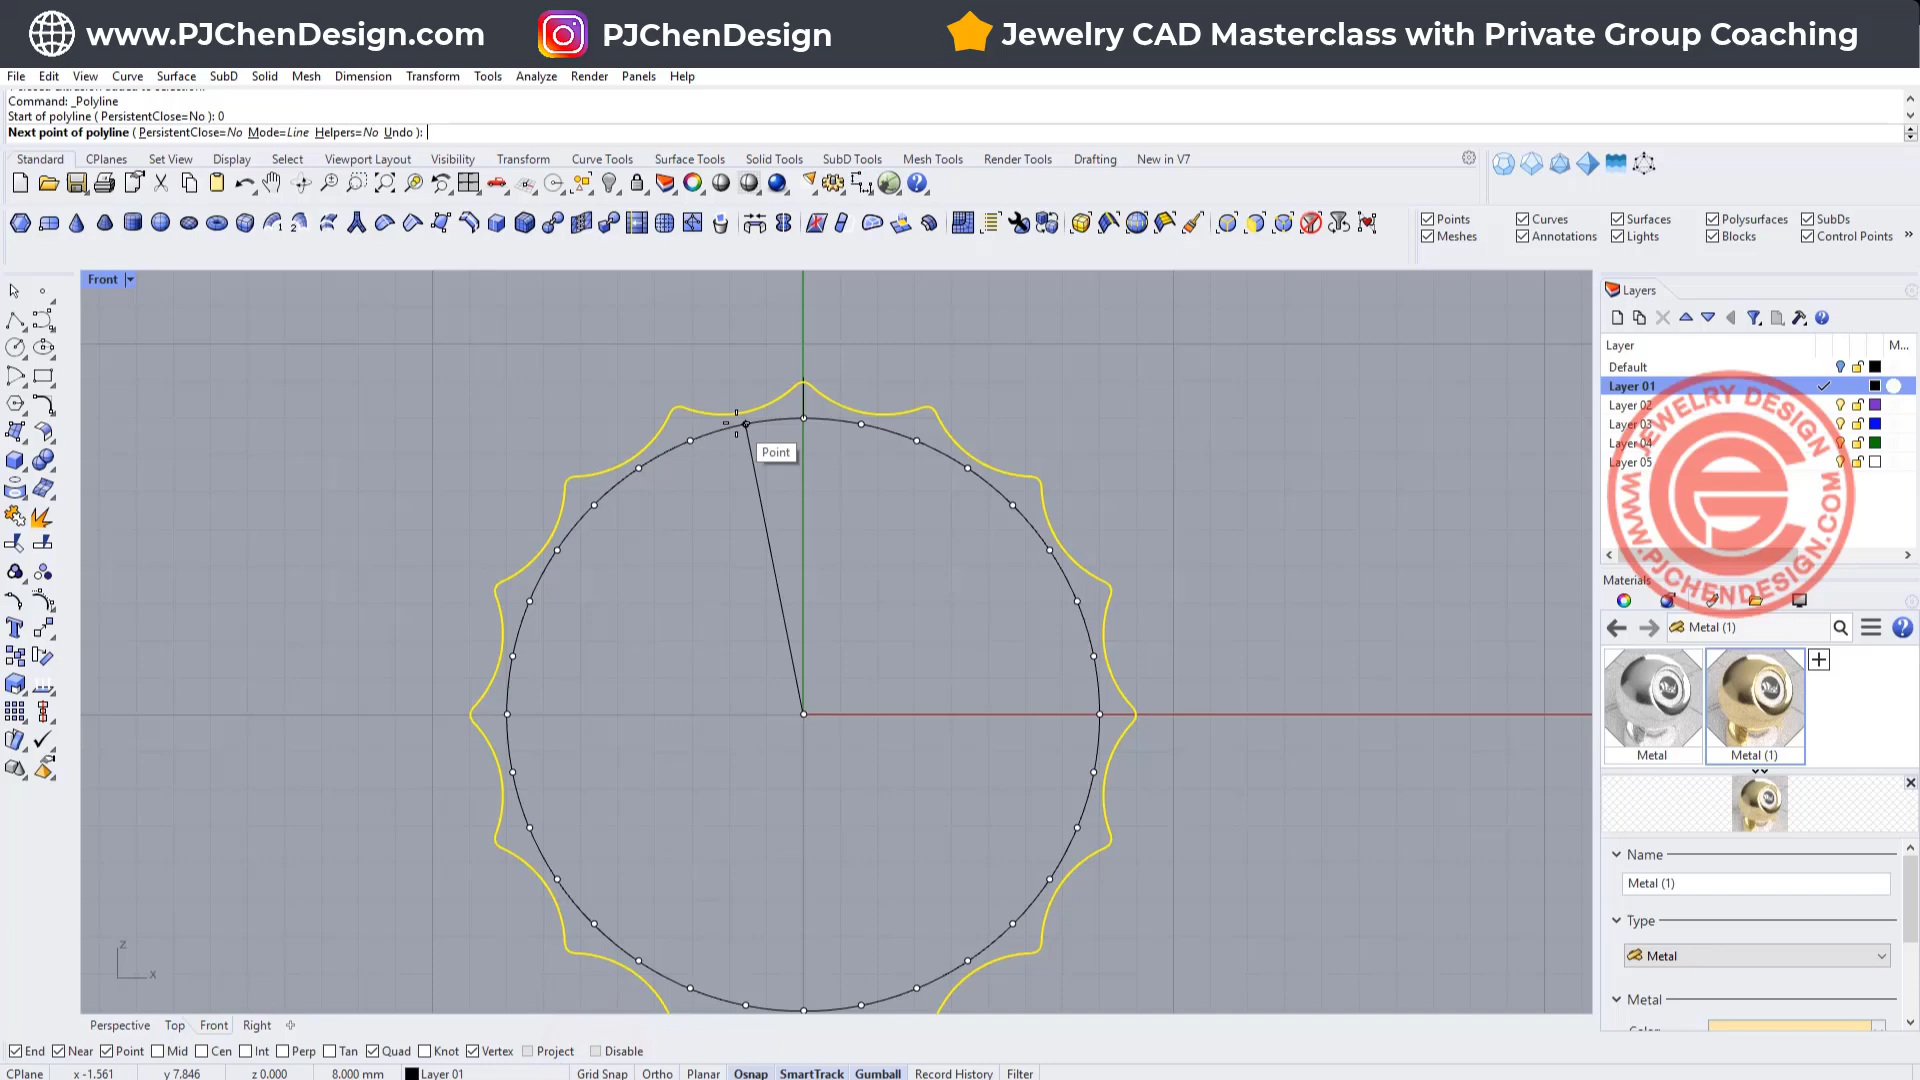 www.PJChenDesign.com PJChenDesign Jewelry CAD Masterclass with Private Group Coaching
File Edit View Curve Surface SubD Solid Mesh Dimension Transform Tools Analyze Render Panels Help
Command: _Polyline
Start of polyline ( PersistentClose=No ): 0
Next point of polyline ( PersistentClose=No Mode=Line Helpers=No Undo ):
Standard CPlanes Set View Display Select Viewport Layout Visibility Transform Curve Tools Surface Tools Solid Tools SubD Tools Mesh Tools Render Tools Drafting New in V7
Points Curves Surfaces Polysurfaces SubDs
Meshes Annotations Lights Blocks Control Points
Front
Point
z
x
Layers
Layer M...
Default
Layer 01
Layer 02
Layer 03
Layer 04
Layer 05
JEWELRY DESIGN
WWW.PJCHENDESIGN.COM
Materials
Metal (1)
Metal Metal (1)
Name
Metal (1)
Type
Metal
Metal
Perspective Top Front Right
End Near Point Mid Cen Int Perp Tan Quad Knot Vertex Project Disable
CPlane x -1.561 y 7.846 z 0.000 8.000 mm Layer 01 Grid Snap Ortho Planar Osnap SmartTrack Gumball Record History Filter